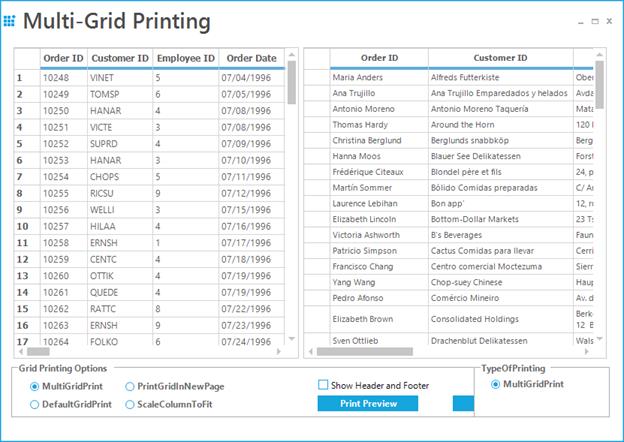 Multi-Grid Printing
Order ID Customer ID Employee ID Order Date
1 10248 VINET 5 07/04/1996
2 10249 TOMSP 6 07/05/1996
3 10250 HANAR 4 07/08/1996
4 10251 VICTE 3 07/08/1996
5 10252 SUPRD 4 07/09/1996
6 10253 HANAR 3 07/10/1996
7 10254 CHOPS 5 07/11/1996
8 10255 RICSU 9 07/12/1996
9 10256 WELLI 3 07/15/1996
10 10257 HILAA 4 07/16/1996
11 10258 ERNSH 1 07/17/1996
12 10259 CENTC 4 07/18/1996
13 10260 OTTIK 4 07/19/1996
14 10261 QUEDE 4 07/19/1996
15 10262 RATTC 8 07/22/1996
16 10263 ERNSH 9 07/23/1996
17 10264 FOLKO 6 07/24/1996
Order ID Customer ID
Maria Anders Alfreds Futterkiste Ober
Ana Trujillo Ana Trujillo Emparedados y helados Avda
Antonio Moreno Antonio Moreno Taquería Mata
Thomas Hardy Around the Horn 120
Christina Berglund Berglunds snabbköp Bergu
Hanna Moos Blauer See Delikatessen Forst
Frédérique Citeaux Blondel père et fils 24, p
Martín Sommer Bólido Comidas preparadas C/ A
Laurence Lebihan Bon app' 12, r
Elizabeth Lincoln Bottom-Dollar Markets 23 Ts
Victoria Ashworth B's Beverages Faun
Patricio Simpson Cactus Comidas para llevar Cerri
Francisco Chang Centro comercial Moctezuma Sierra
Yang Wang Chop-suey Chinese Haup
Pedro Afonso Comércio Mineiro Av. d
Elizabeth Brown Consolidated Holdings Berke
12 B
Sven Ottlieb Drachenblut Delikatessen Wals
Grid Printing Options
MultiGridPrint PrintGridInNewPage Show Header and Footer
DefaultGridPrint ScaleColumnToFit Print Preview
TypeOfPrinting
MultiGridPrint